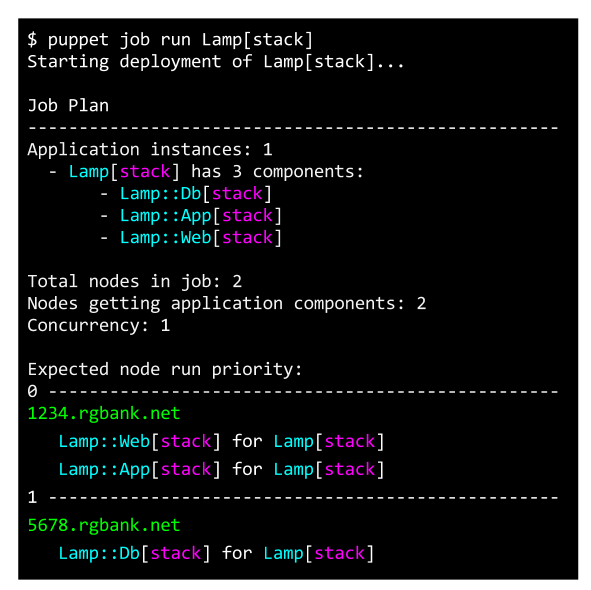 $ puppet job run Lamp[stack]
Starting deployment of Lamp[stack]...
Job Plan
----------------------------------------------------
Application instances: 1
- Lamp[stack] has 3 components:
- Lamp::Db[stack]
- Lamp::App[stack]
- Lamp::Web[stack]
Total nodes in job: 2
Nodes getting application components: 2
Concurrency: 1
Expected node run priority:
0 --------------------------------------------------
1234.rgbank.net
Lamp::Web[stack] for Lamp[stack]
Lamp::App[stack] for Lamp[stack]
1 --------------------------------------------------
5678.rgbank.net
Lamp::Db[stack] for Lamp[stack]